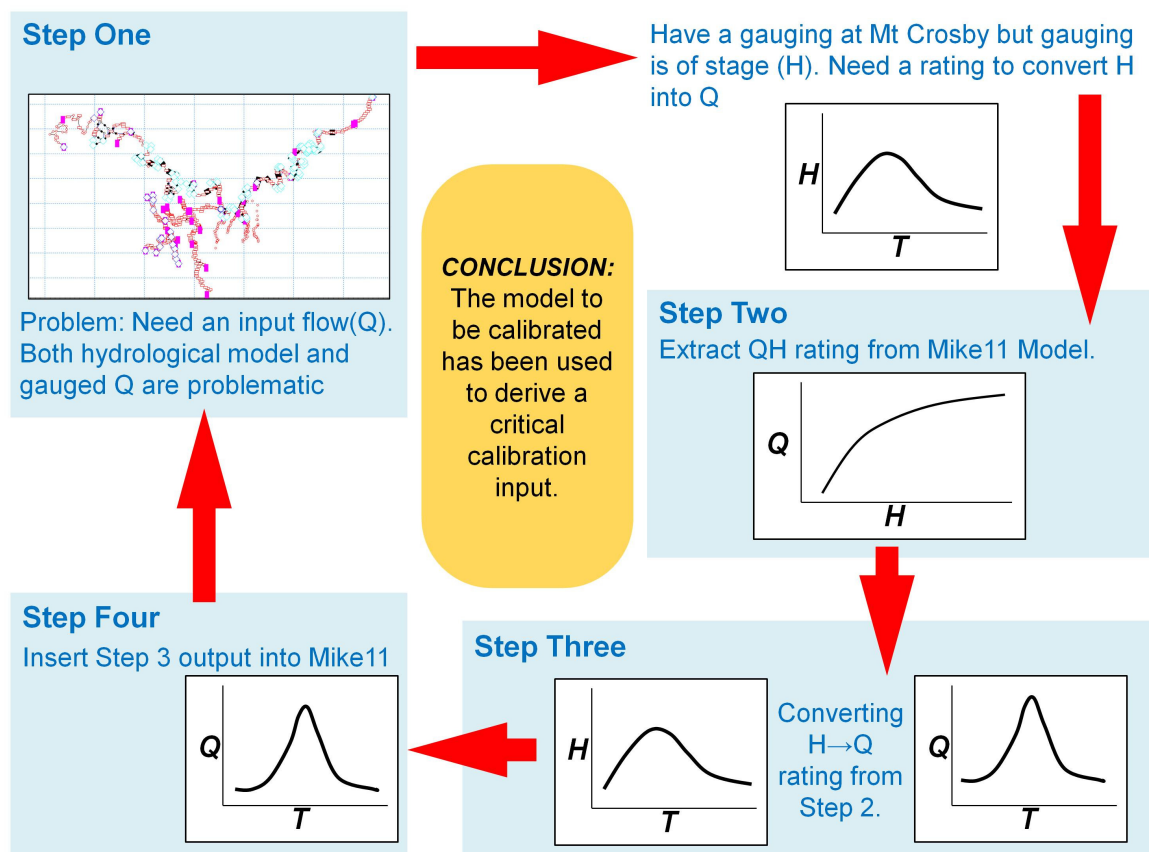 Step One
Problem: Need an input flow(Q).
Both hydrological model and
gauged Q are problematic
Have a gauging at Mt Crosby but gauging
is of stage (H). Need a rating to convert H
into Q
H
T
CONCLUSION:
The model to
be calibrated
has been used
to derive a
critical
calibration
input.
Step Two
Extract QH rating from Mike11 Model.
Q
H
Step Three
H
T
Converting
H→Q
rating from
Step 2.
Q
T
Step Four
Insert Step 3 output into Mike11
Q
T